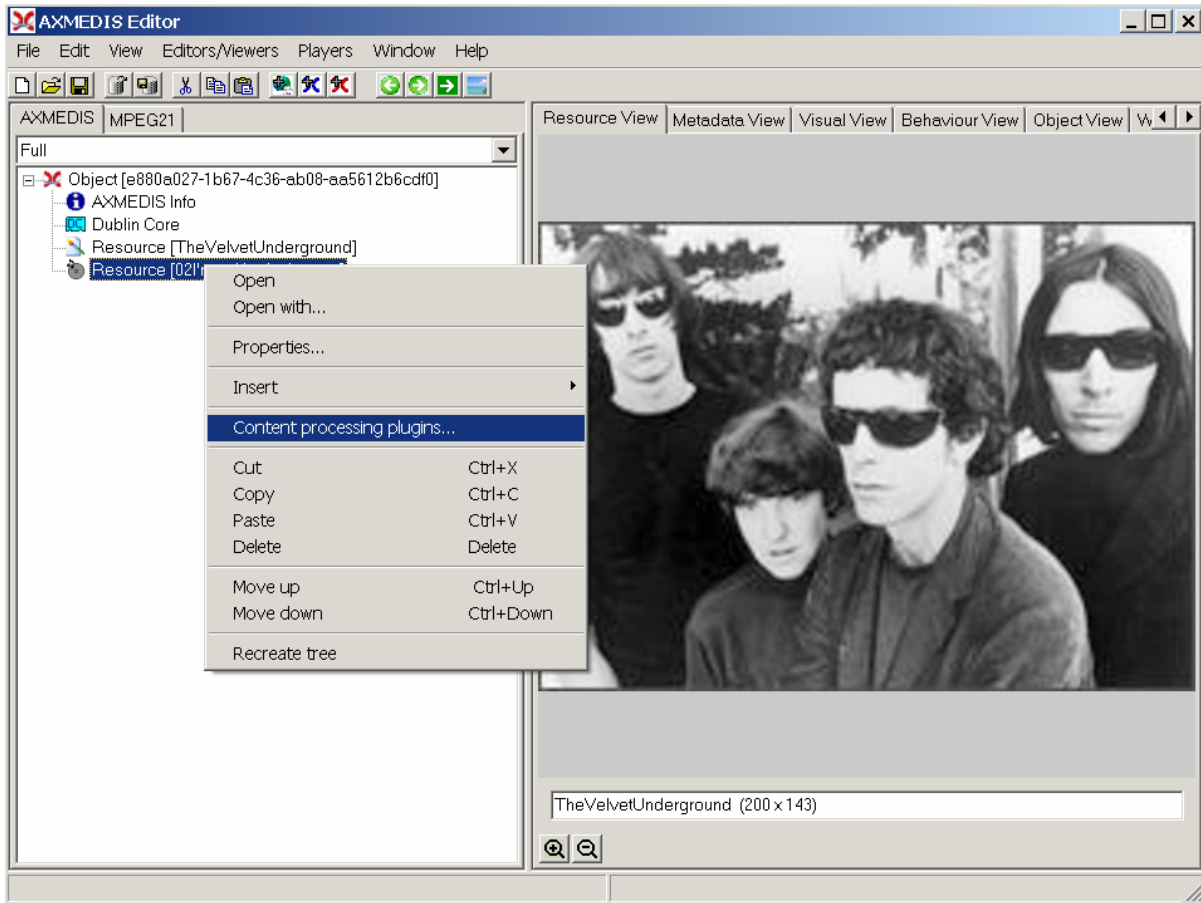 AXMEDIS Editor
File Edit View Editors/Viewers Players Window Help
AXMEDIS MPEG21
Full
Object [e880a027-1b67-4c36-ab08-aa5612b6cdf0]
AXMEDIS Info
Dublin Core
Resource [TheVelvetUnderground]
Resource [02I'm
Open
Open with...
Properties...
Insert
Content processing plugins...
Cut Ctrl+X
Copy Ctrl+C
Paste Ctrl+V
Delete Delete
Move up Ctrl+Up
Move down Ctrl+Down
Recreate tree
Resource View Metadata View Visual View Behaviour View Object View
TheVelvetUnderground (200 x 143)